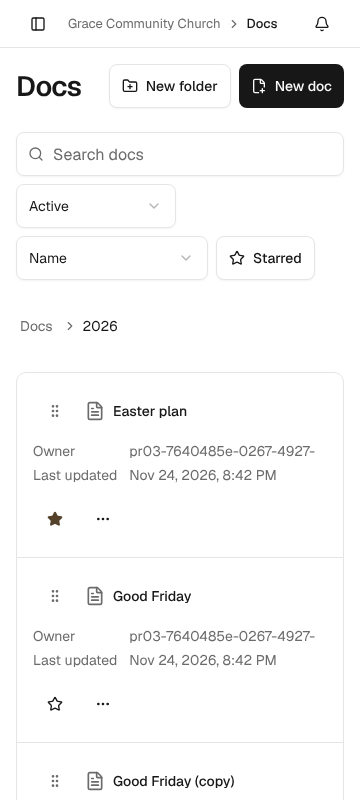 Grace Community Church > Docs
Docs
New folder
New doc
Search docs
Active
Name
Starred
Docs > 2026
Easter plan
Owner pr03-7640485e-0267-4927-
Last updated Nov 24, 2026, 8:42 PM
Good Friday
Owner pr03-7640485e-0267-4927-
Last updated Nov 24, 2026, 8:42 PM
Good Friday (copy)